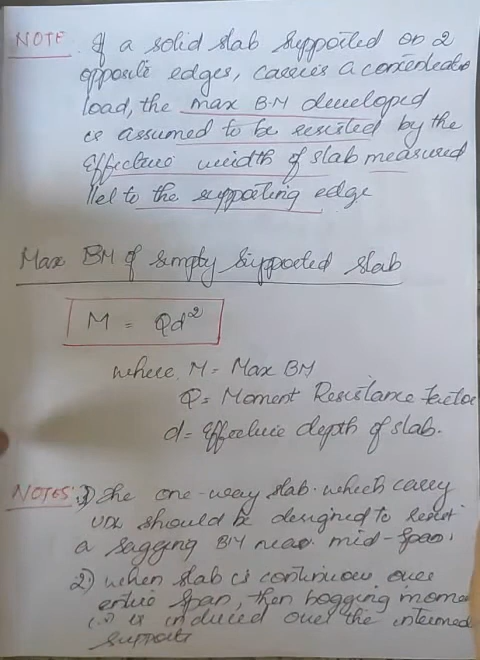 NOTE If a solid slab supported on 2
opposite edges, carries a concentrated
load, the max B.M developed
is assumed to be resisted by the
effective width of slab measured
llel to the supporting edge
Max BM of simply supported slab
M = Qd²
where, M = Max BM
Q = Moment Resistance factor
d = effective depth of slab.
NOTES: 1) The one-way slab which carry
UDL should be designed to resist
a sagging BM near mid-span.
2) when slab is continuous over
entire span, then hogging mome
(-) is induced over the intermed
supports